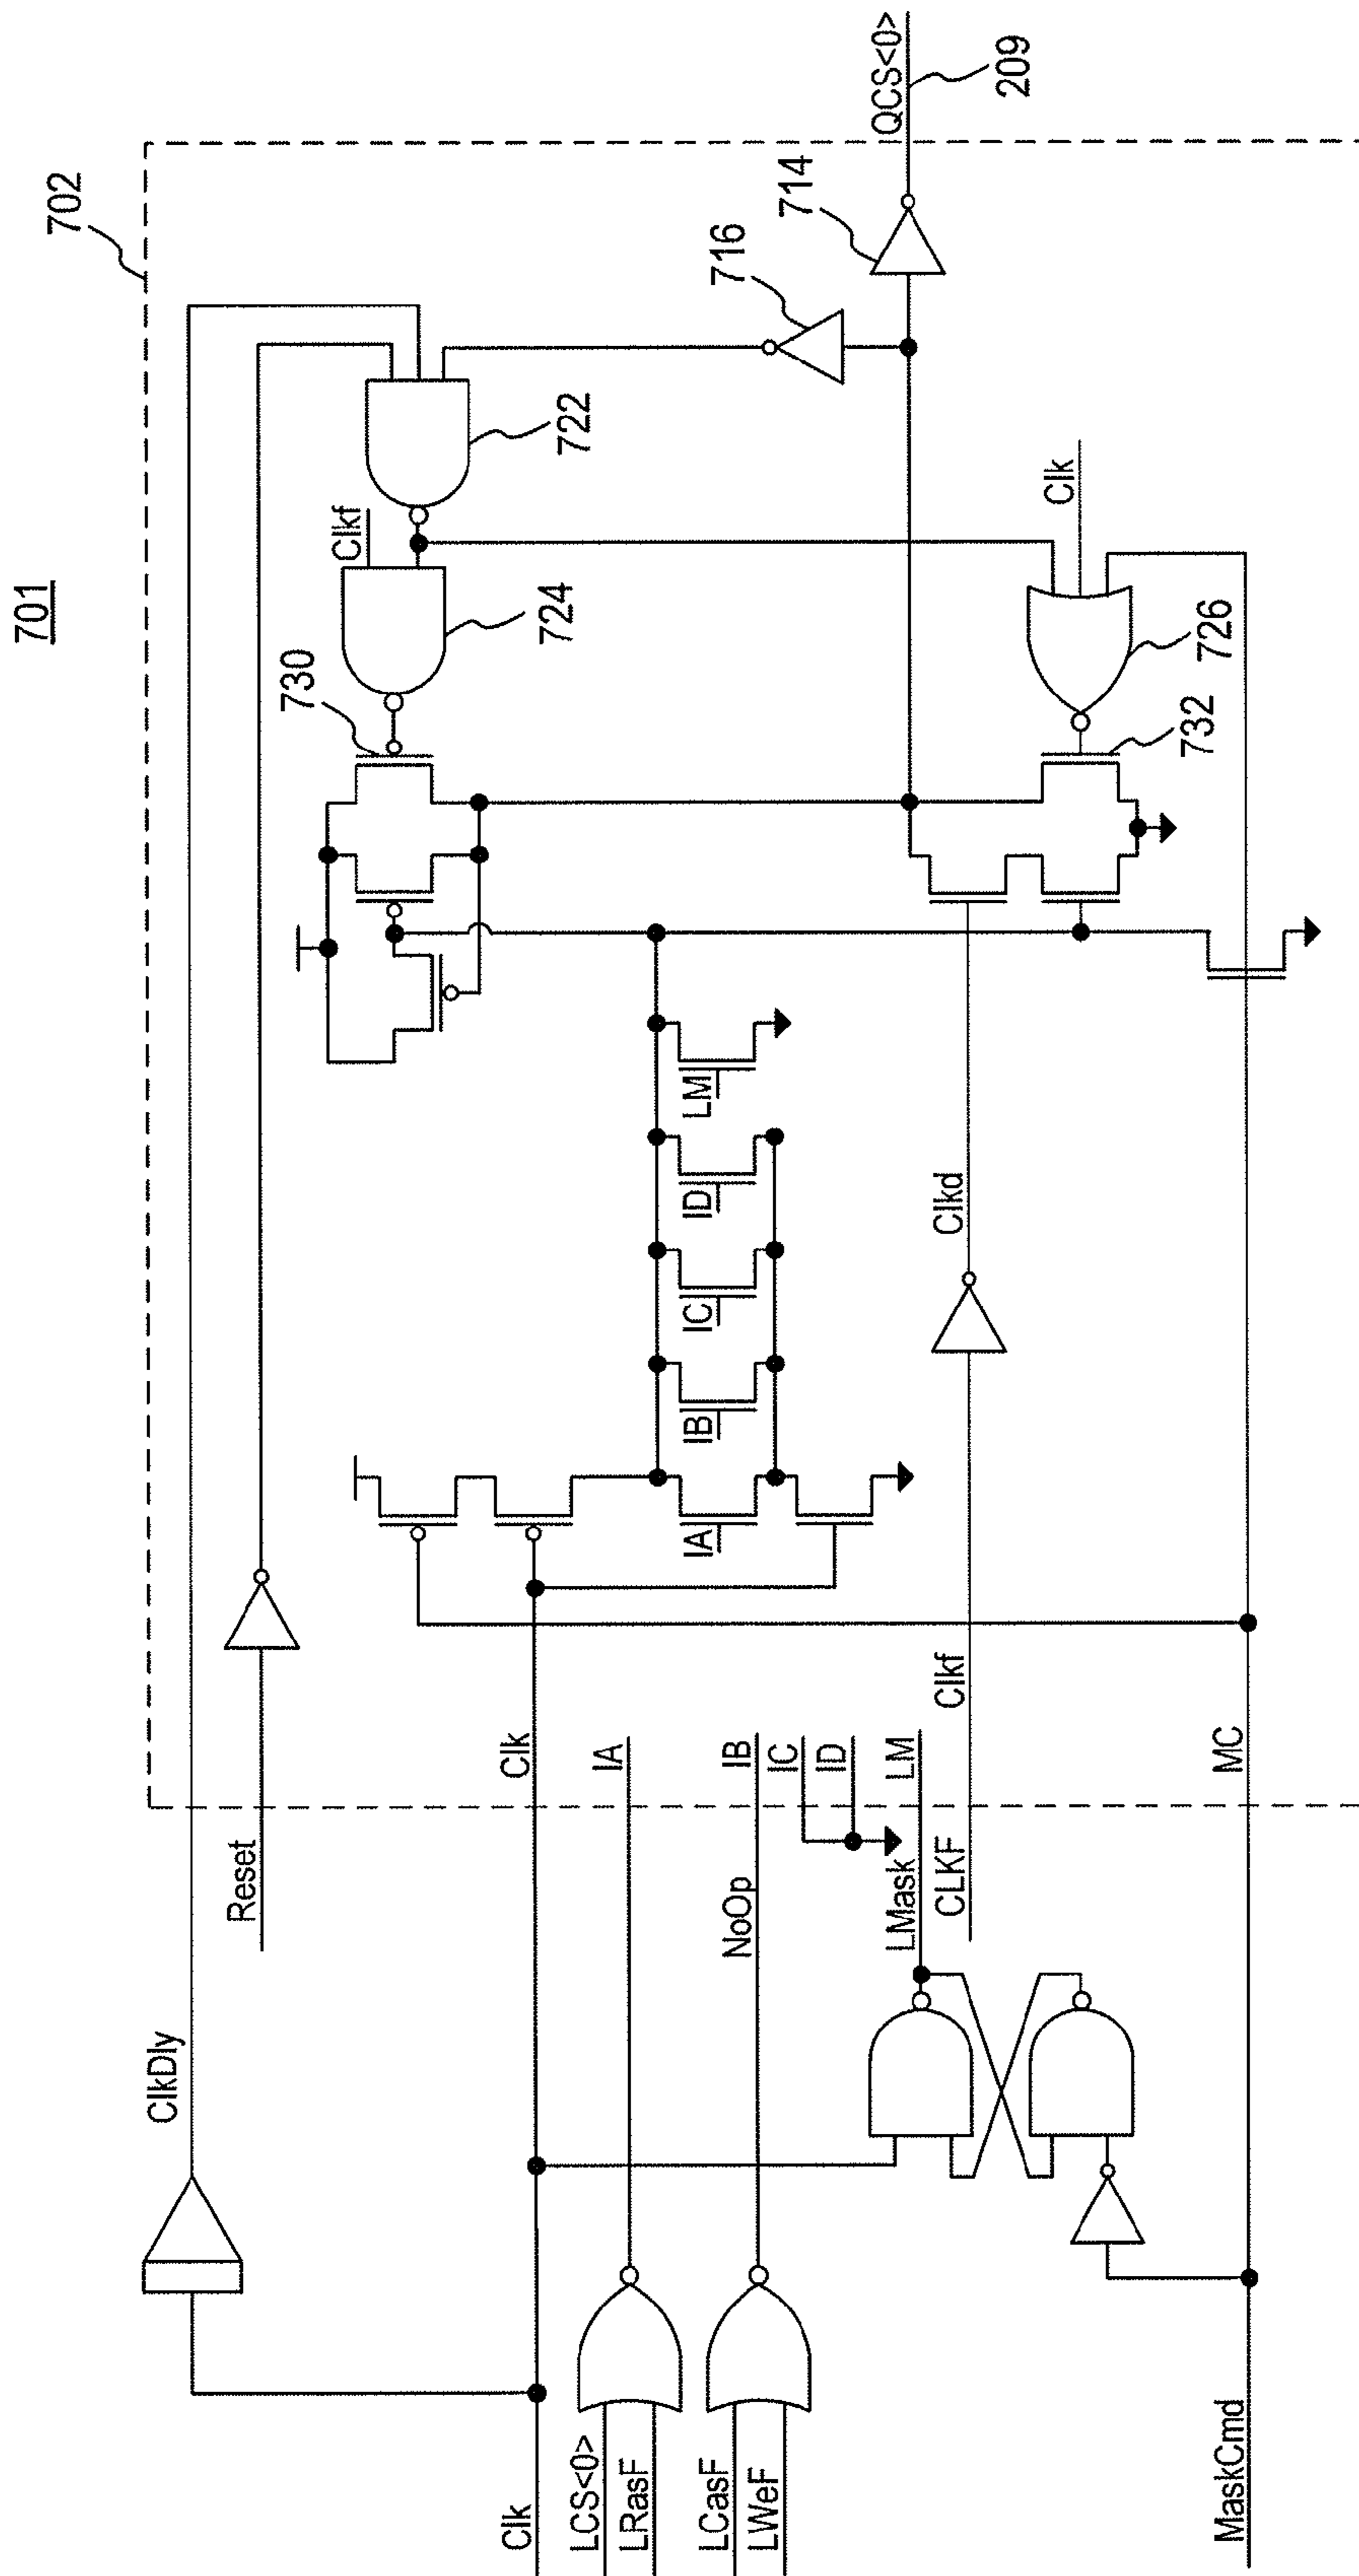 701
702
ClkDly
Reset
Clk
LCS<0>
LRasF
LCasF
LWeF
MaskCmd
Clk
IA
NoOp
IB
IC
ID
LMask
LM
CLKF
Clkf
MC
IA
IB
IC
ID
LM
Clkd
730
Clkf
724
722
716
714
QCS<0>
209
732
726
Clk